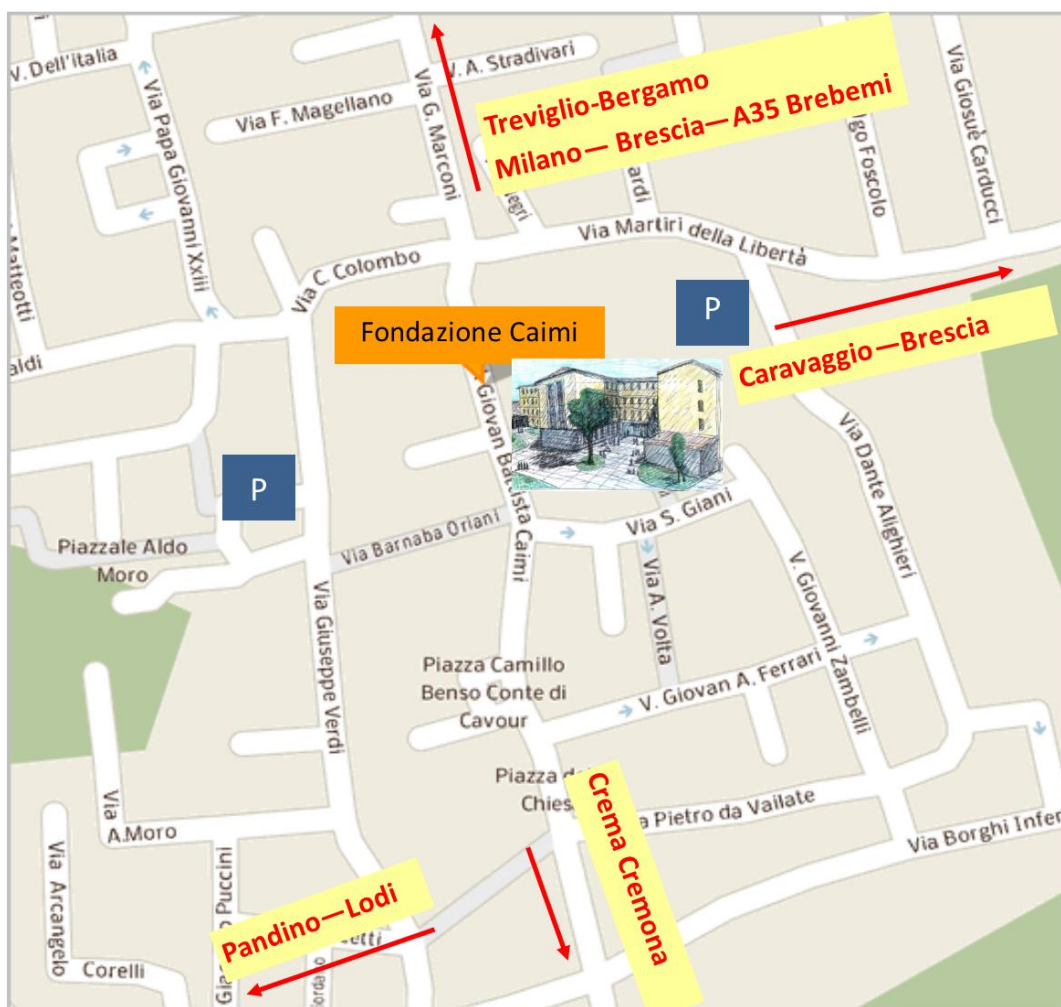 V. Dell'italia
Via Papa Giovanni Xxiii
Via F. Magellano
V. A. Stradivari
Via G. Marconi
Treviglio-Bergamo
Milano— Brescia—A35 Brebemi
Foscolo
Via Giosuè Carducci
Matteotti
Via C. Colombo
Via Martiri della Libertà
P
Fondazione Caimi
Caravaggio—Brescia
Giovan Battista Caimi
Via Dante Alighieri
P
Via S. Giani
Piazzale Aldo
Moro
Via Barnaba Oriani
Via Giuseppe Verdi
Via A. Volta
V. Giovanni Zambelli
Piazza Camillo
Benso Conte di
Cavour
V. Giovan A. Ferrari
Piazza
Crema Cremona
Pietro da Vailate
Via
A.Moro
Via Borghi
Via Arcangelo
Corelli
Puccini
Pandino—Lodi